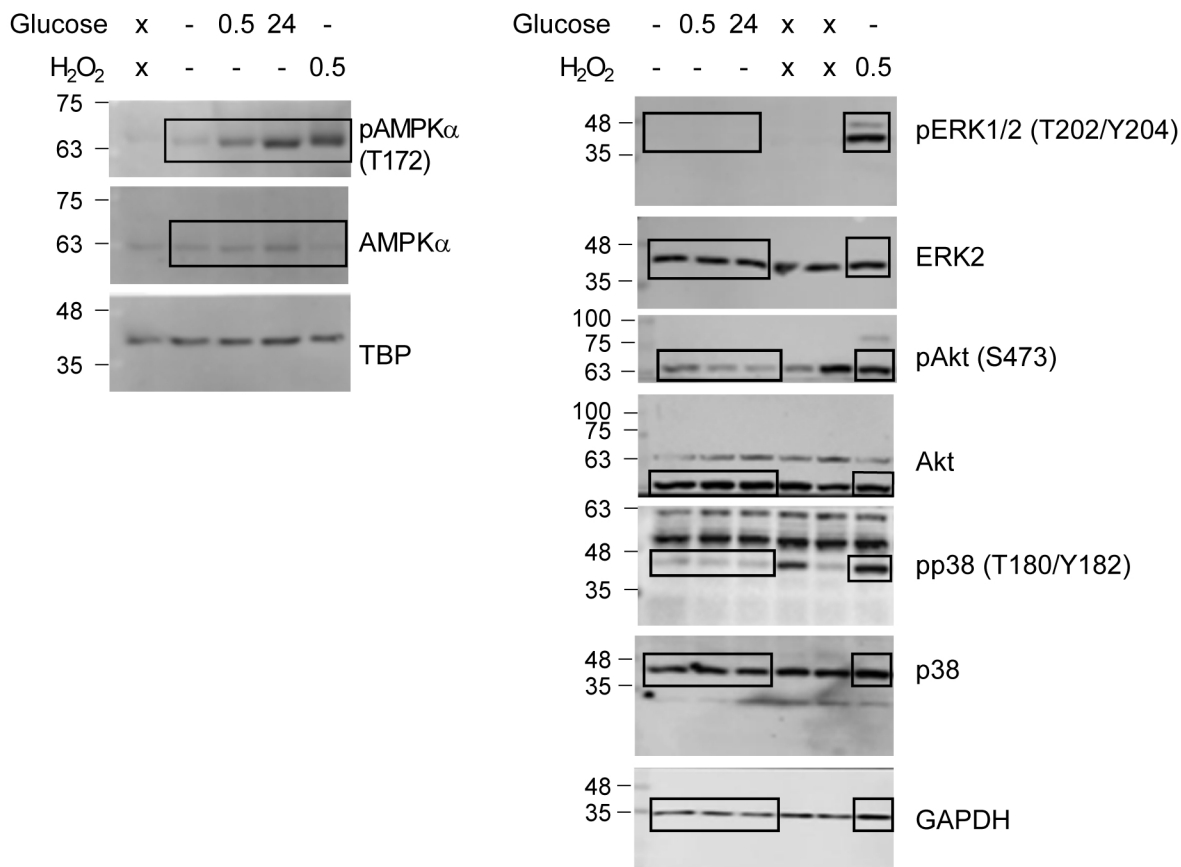 Glucose x - 0.5 24 -
H₂O₂ x - - - 0.5
75
63
pAMPKα
(T172)
75
63
AMPKα
48
35
TBP
Glucose - 0.5 24 x x -
H₂O₂ - - - x x 0.5
48
35
pERK1/2 (T202/Y204)
48
35
ERK2
100
75
63
pAkt (S473)
100
75
63
Akt
63
48
35
pp38 (T180/Y182)
48
35
p38
48
35
GAPDH